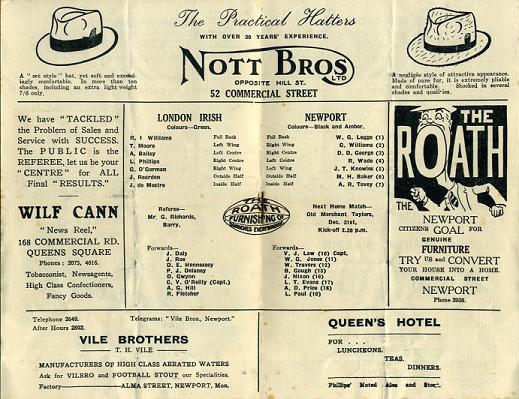 The Practical Hatters
WITH OVER 30 YEARS' EXPERIENCE.
NOTT BROS LTD
OPPOSITE HILL ST.
52 COMMERCIAL STREET
A "set style" hat, yet soft and exceed-
ingly comfortable. In more than ten
shades, including an extra light weight
7/6 only.
A negligée style of attractive appearance.
Made of pure fur, it is extremely pliable
and comfortable. Stocked in several
shades and qualities.
We have "TACKLED"
the Problem of Sales and
Service with SUCCESS.
The PUBLIC is the
REFEREE, let us be your
"CENTRE" for ALL
Final "RESULTS."
WILF CANN
"News Reel,"
168 COMMERCIAL RD.
QUEENS SQUARE
Phones: 2075, 4616.
Tobacconist, Newsagents,
High Class Confectioners,
Fancy Goods.
LONDON IRISH
Colours—Green.
NEWPORT
Colours—Black and Amber.
R. I Williams Full Back W. G. Legge (1)
T. Moore Left Wing Right Wing G. Williams (2)
A. Bailey Left Centre Right Centre D. D. George (3)
L. Phillips Right Centre Left Centre R. Wade (4)
C. O'Gorman Right Wing Left Wing J. T. Knowles (5)
J. Reardon Outside Half Outside Half M. H. Baker (6)
J. de Mestre Inside Half Inside Half A. R. Tovey (7)
Referee—
Mr. G. Richards,
Barry.
THE
ROATH
FURNISHING CO
Next Home Match—
Old Merchant Taylors,
Dec. 31st,
Kick-off 2.30 p.m.
Forwards—
J. Daly
J. Roe
D. E. Hennessey
P. J. Delaney
D. Gwynn
C. V. O'Reilly (Capt.)
A. G. Hill
R. Fletcher
Forwards—
V. J. Law (10) Capt.
W. G. Jones (11)
W. Travers (12)
B. Gough (15)
J. Nixon (16)
L. T. Evans (17)
A. D. Price (18)
L. Paul (19)
THE
ROATH
THE
NEWPORT
CITIZENS GOAL FOR
GENUINE
FURNITURE
TRY US and CONVERT
YOUR HOUSE INTO A HOME.
COMMERCIAL STREET
NEWPORT
Phone 3938.
Telephone 2649. Telegrams: "Vile Bros., Newport."
After Hours 2892.
VILE BROTHERS
T. H. VILE
MANUFACTURERS OF HIGH CLASS AERATED WATERS
Ask for VILBRO and FOOTBALL STOUT our Specialities.
Factory ALMA STREET, NEWPORT, Mon.
QUEEN'S HOTEL
FOR . . .
LUNCHEONS,
TEAS,
DINNERS.
Phillips' Noted Ales and Stout.